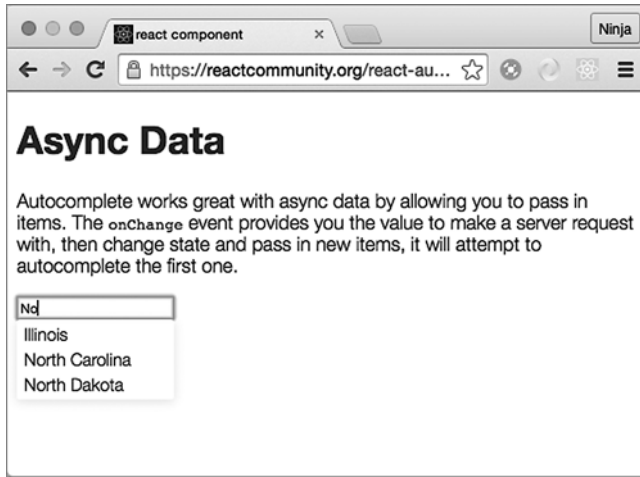 react component
Ninja
https://reactcommunity.org/react-au...
Async Data
Autocomplete works great with async data by allowing you to pass in
items. The onChange event provides you the value to make a server request
with, then change state and pass in new items, it will attempt to
autocomplete the first one.
No
Illinois
North Carolina
North Dakota